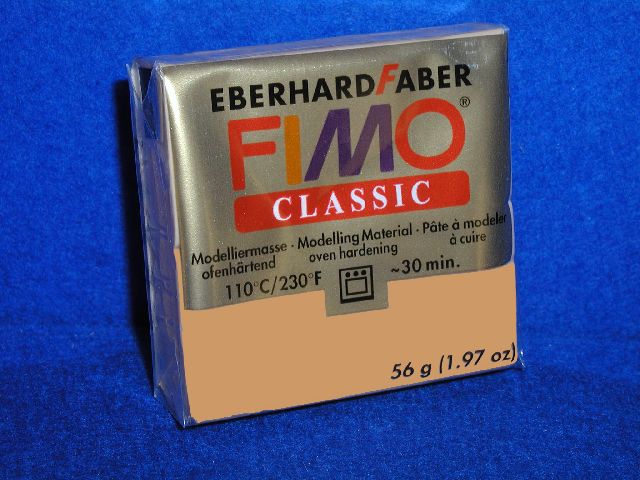 EBERHARDFABER
FIMO®
CLASSIC
Modelliermasse · Modelling Material · Pâte à modeler
ofenhärtend oven hardening à cuire
110°C/230°F ~30 min.
56 g (1.97 oz)